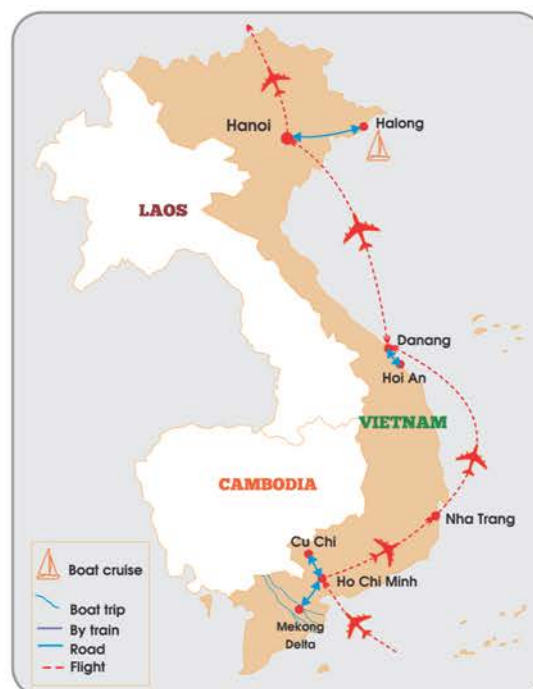 Hanoi
Halong
LAOS
Danang
Hoi An
VIETNAM
CAMBODIA
Nha Trang
Cu Chi
Ho Chi Minh
Mekong
Delta
Boat cruise
Boat trip
By train
Road
Flight